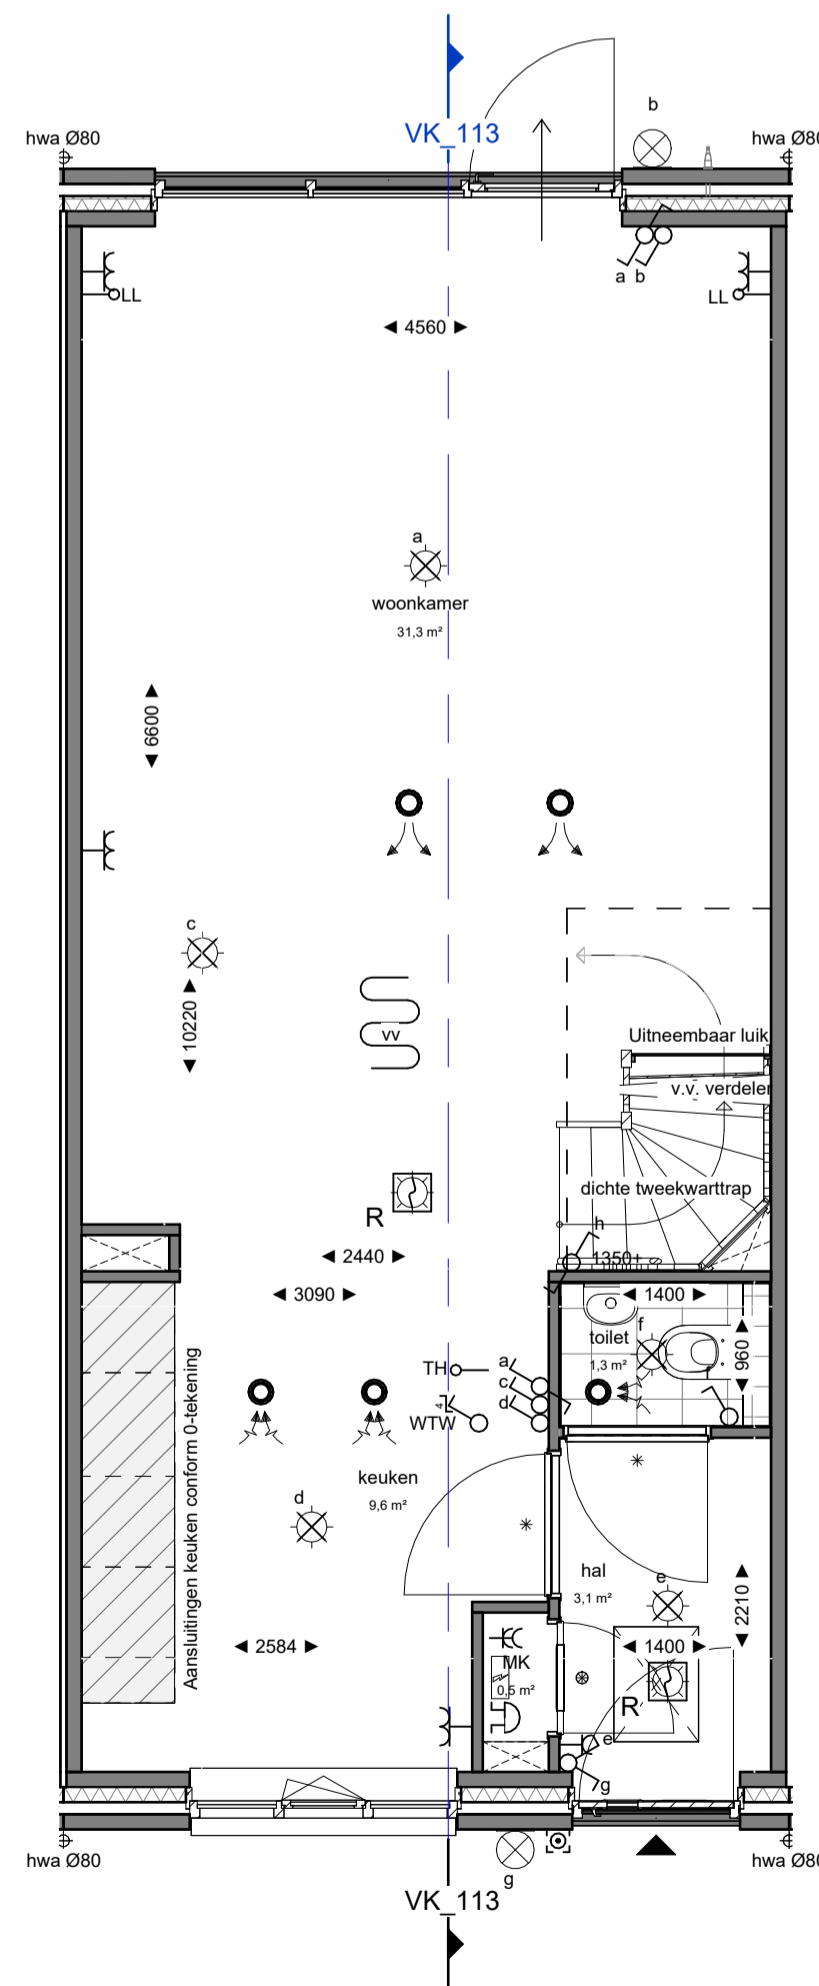 b
VK_113
hwa Ø80
hwa Ø80
a b
LL
LL
4560
a
woonkamer
31,3 m²
6600
c
10220
vv
Uitneembaar luik
v.v. verdeler
dichte tweekwarttrap
h
R
2440
1350+
3090
1400
f
toilet
1,3 m²
960
Aansluitingen keuken conform 0-tekening
TH
a
c
d
4
WTW
keuken
9,6 m²
d
hal
3,1 m²
e
2210
2584
1400
MK
0,5 m²
R
e
g
hwa Ø80
hwa Ø80
g
VK_113